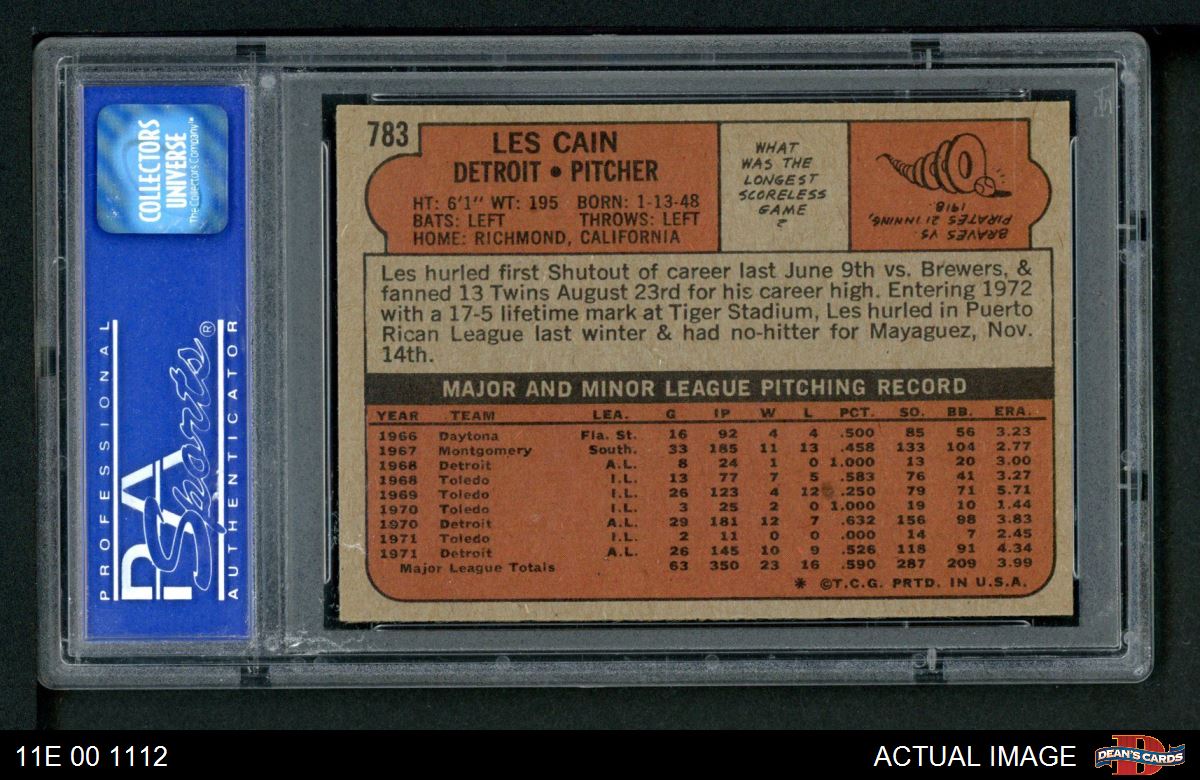 COLLECTORS
UNIVERSE
The Collectors Company™
PROFESSIONAL
PSA
Sports®
AUTHENTICATOR
783
LES CAIN
DETROIT • PITCHER
HT: 6'1" WT: 195 BORN: 1-13-48
BATS: LEFT THROWS: LEFT
HOME: RICHMOND, CALIFORNIA
WHAT
WAS THE
LONGEST
SCORELESS
GAME
?
BRAVES VS
PIRATES 21 INNING,
1918.
Les hurled first Shutout of career last June 9th vs. Brewers, &
fanned 13 Twins August 23rd for his career high. Entering 1972
with a 17-5 lifetime mark at Tiger Stadium, Les hurled in Puerto
Rican League last winter & had no-hitter for Mayaguez, Nov.
14th.
MAJOR AND MINOR LEAGUE PITCHING RECORD
YEAR TEAM LEA. G IP W L PCT. SO. BB. ERA.
1966 Daytona Fla. St. 16 92 4 4 .500 85 56 3.23
1967 Montgomery South. 33 185 11 13 .458 133 104 2.77
1968 Detroit A.L. 8 24 1 0 1.000 13 20 3.00
1968 Toledo I.L. 13 77 7 5 .583 76 41 3.27
1969 Toledo I.L. 26 123 4 12 .250 79 71 5.71
1970 Toledo I.L. 3 25 2 0 1.000 19 10 1.44
1970 Detroit A.L. 29 181 12 7 .632 156 98 3.83
1971 Toledo I.L. 2 11 0 0 .000 14 7 2.45
1971 Detroit A.L. 26 145 10 9 .526 118 91 4.34
Major League Totals 63 350 23 16 .590 287 209 3.99
* ©T.C.G. PRTD. IN U.S.A.
11E 00 1112
ACTUAL IMAGE
DEAN'S CARDS